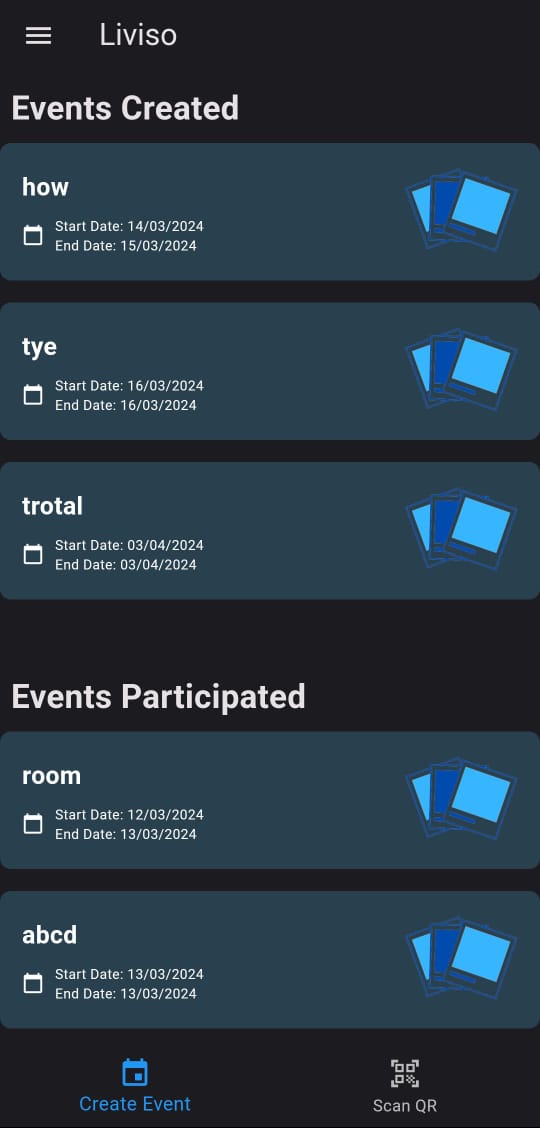 Liviso
Events Created
how
Start Date: 14/03/2024
End Date: 15/03/2024
tye
Start Date: 16/03/2024
End Date: 16/03/2024
trotal
Start Date: 03/04/2024
End Date: 03/04/2024
Events Participated
room
Start Date: 12/03/2024
End Date: 13/03/2024
abcd
Start Date: 13/03/2024
End Date: 13/03/2024
Create Event
Scan QR